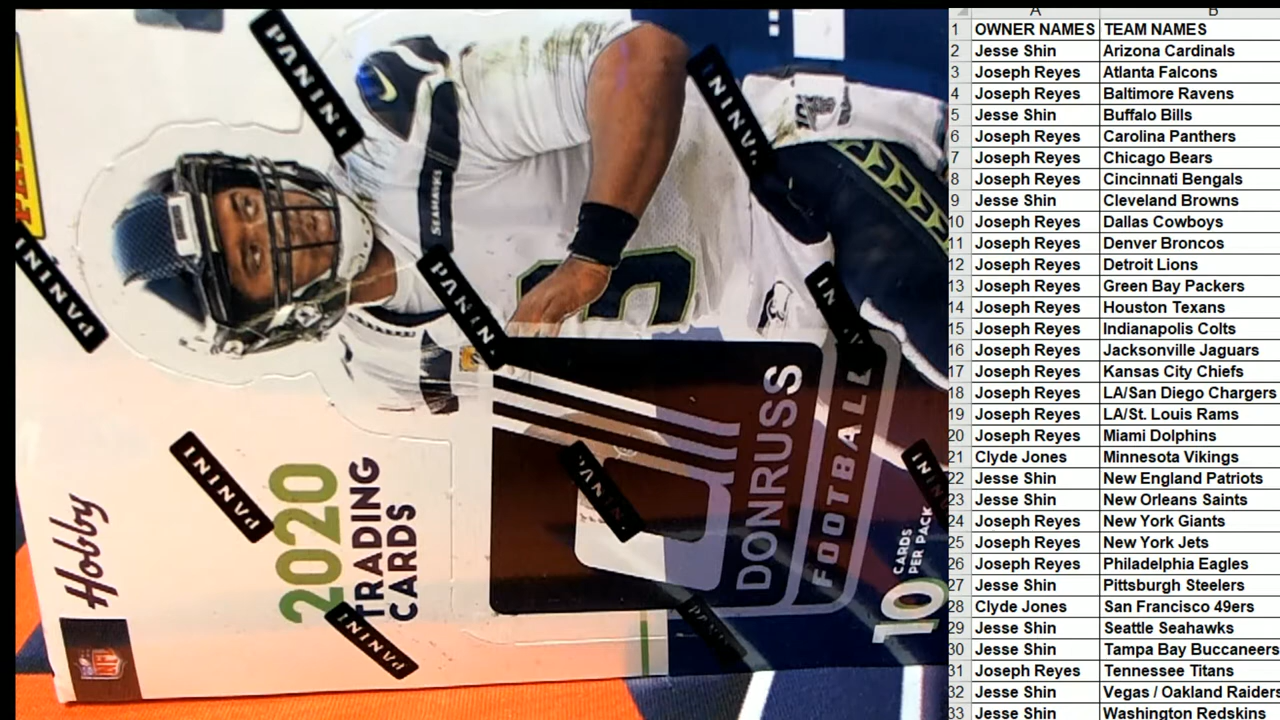 PANINI
PANINI
PANINI
PANINI
PANINI
SEAHAWKS
Hobby
NFL
2020
TRADING
CARDS
DONRUSS
FOOTBALL
10
CARDS
PER PACK
A B
1 OWNER NAMES TEAM NAMES
2 Jesse Shin Arizona Cardinals
3 Joseph Reyes Atlanta Falcons
4 Joseph Reyes Baltimore Ravens
5 Jesse Shin Buffalo Bills
6 Joseph Reyes Carolina Panthers
7 Joseph Reyes Chicago Bears
8 Joseph Reyes Cincinnati Bengals
9 Jesse Shin Cleveland Browns
10 Joseph Reyes Dallas Cowboys
11 Joseph Reyes Denver Broncos
12 Joseph Reyes Detroit Lions
13 Joseph Reyes Green Bay Packers
14 Joseph Reyes Houston Texans
15 Joseph Reyes Indianapolis Colts
16 Joseph Reyes Jacksonville Jaguars
17 Joseph Reyes Kansas City Chiefs
18 Joseph Reyes LA/San Diego Chargers
19 Joseph Reyes LA/St. Louis Rams
20 Joseph Reyes Miami Dolphins
21 Clyde Jones Minnesota Vikings
22 Jesse Shin New England Patriots
23 Jesse Shin New Orleans Saints
24 Joseph Reyes New York Giants
25 Joseph Reyes New York Jets
26 Joseph Reyes Philadelphia Eagles
27 Jesse Shin Pittsburgh Steelers
28 Clyde Jones San Francisco 49ers
29 Jesse Shin Seattle Seahawks
30 Jesse Shin Tampa Bay Buccaneers
31 Joseph Reyes Tennessee Titans
32 Jesse Shin Vegas / Oakland Raiders
33 Jesse Shin Washington Redskins